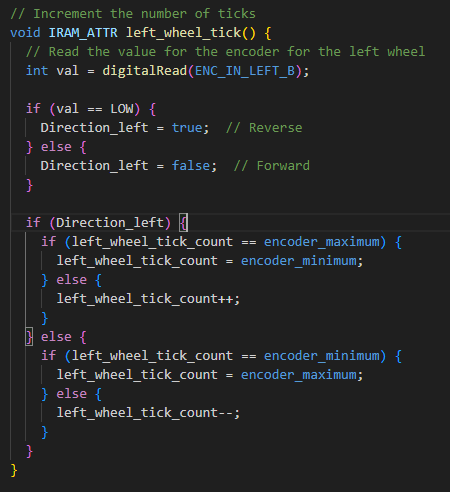 // Increment the number of ticks
void IRAM_ATTR left_wheel_tick() {
  // Read the value for the encoder for the left wheel
  int val = digitalRead(ENC_IN_LEFT_B);

  if (val == LOW) {
    Direction_left = true;  // Reverse
  } else {
    Direction_left = false;  // Forward
  }

  if (Direction_left) {
    if (left_wheel_tick_count == encoder_maximum) {
      left_wheel_tick_count = encoder_minimum;
    } else {
      left_wheel_tick_count++;
    }
  } else {
    if (left_wheel_tick_count == encoder_minimum) {
      left_wheel_tick_count = encoder_maximum;
    } else {
      left_wheel_tick_count--;
    }
  }
}